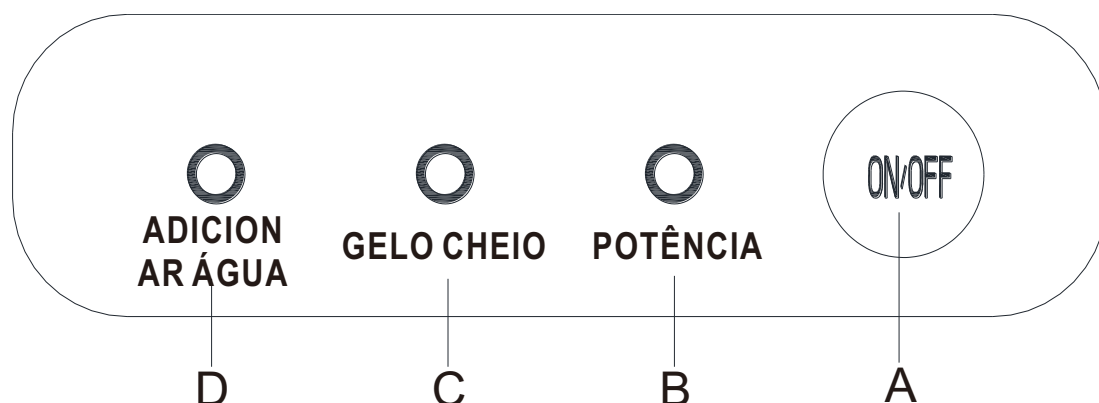 ON/OFF
ADICION
AR ÁGUA
GELO CHEIO
POTÊNCIA
D
C
B
A